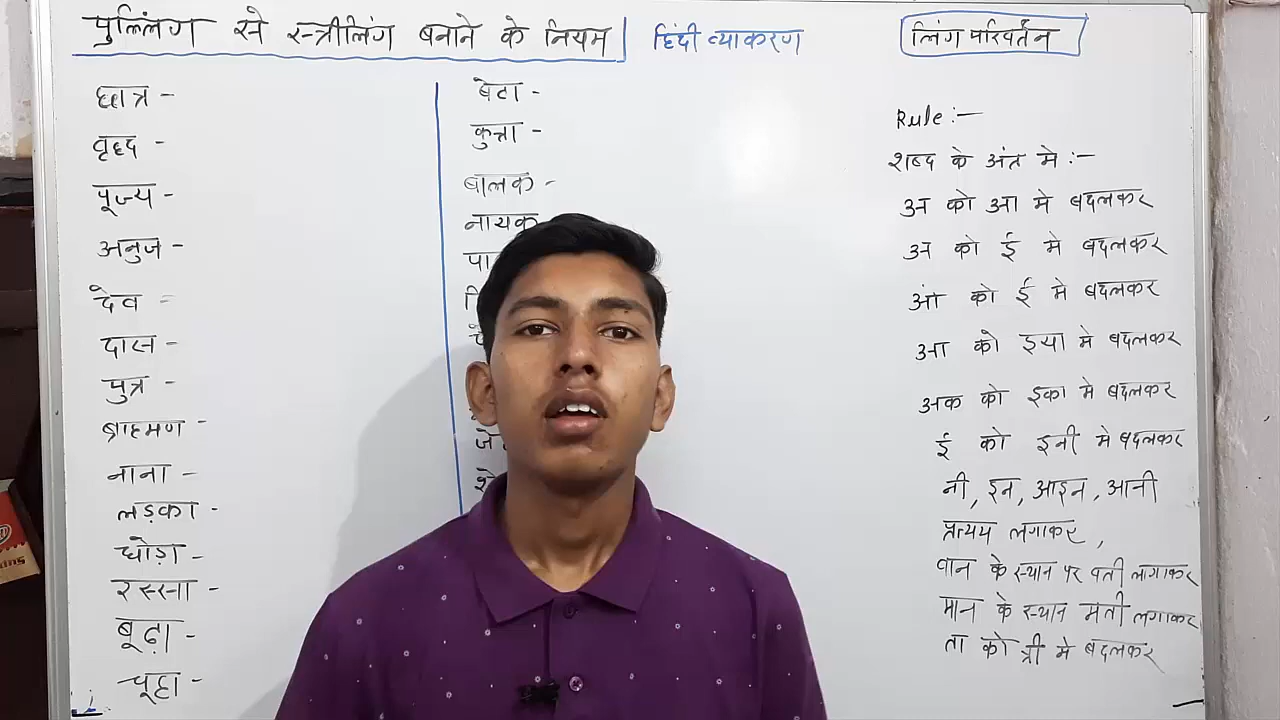 पुल्लिंग से स्त्रीलिंग बनाने के नियम हिंदी व्याकरण
लिंग परिवर्तन
छात्र -
वृद्द -
पूज्य -
अनुज -
देव -
दास -
पुत्र -
ब्राहमण -
नाना -
लड़का -
घोड़ा -
रस्सा -
बूढ़ा -
चूहा -
बेटा -
कुत्ता -
बालक -
नायक -
Rule :-
शब्द के अंत मे :-
अ को आ मे बदलकर
अ को ई मे बदलकर
आ को ई मे बदलकर
आ को इया मे बदलकर
अक को इका मे बदलकर
ई को इनी मे बदलकर
नी, इन, आइन, आनी
प्रत्यय लगाकर,
वान के स्थान पर वती लगाकर
मान के स्थान मती लगाकर
ता को त्री मे बदलकर